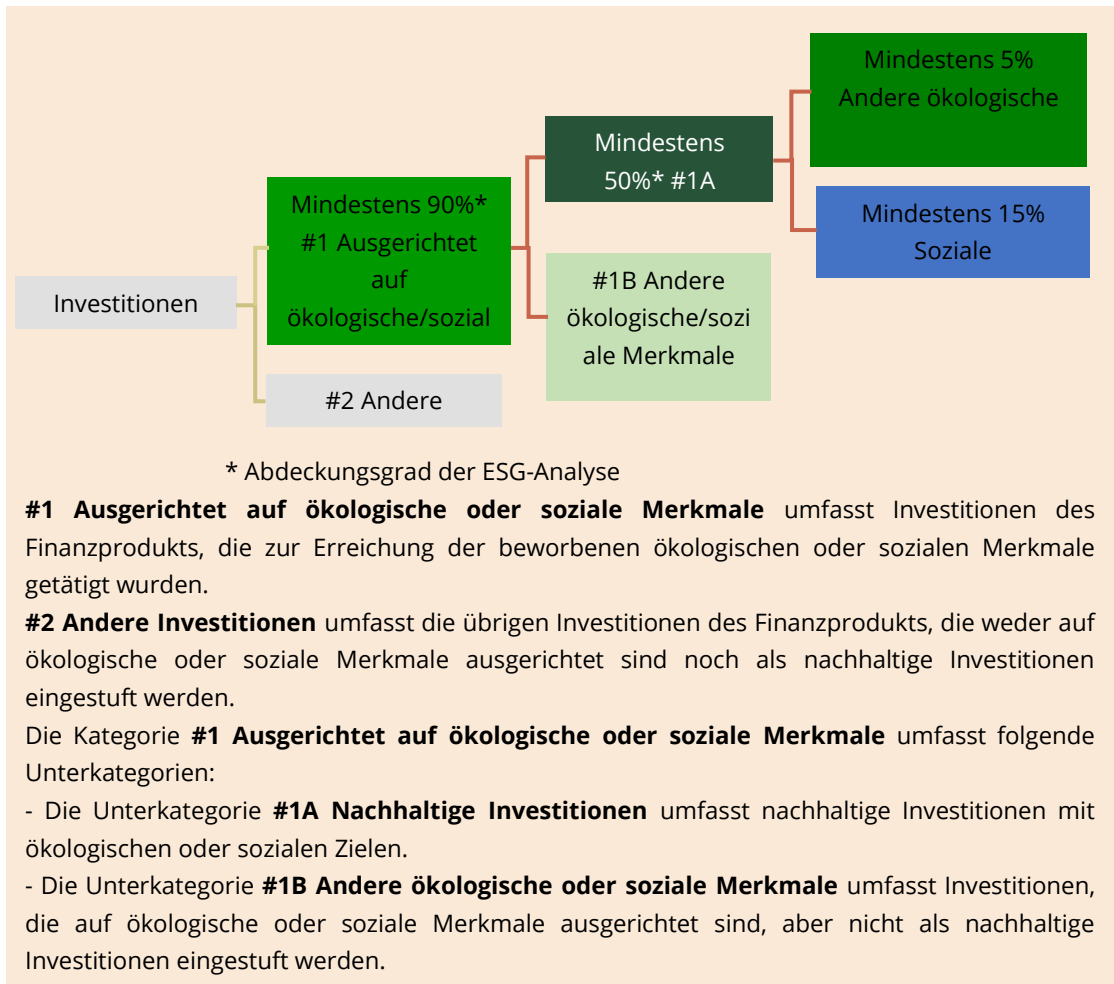 Mindestens 5%
Andere ökologische
Mindestens
50%* #1A
Mindestens 15%
Soziale
Mindestens 90%*
#1 Ausgerichtet
auf
ökologische/sozial
#1B Andere
ökologische/sozi
ale Merkmale
Investitionen
#2 Andere
* Abdeckungsgrad der ESG-Analyse
#1 Ausgerichtet auf ökologische oder soziale Merkmale umfasst Investitionen des
Finanzprodukts, die zur Erreichung der beworbenen ökologischen oder sozialen Merkmale
getätigt wurden.
#2 Andere Investitionen umfasst die übrigen Investitionen des Finanzprodukts, die weder auf
ökologische oder soziale Merkmale ausgerichtet sind noch als nachhaltige Investitionen
eingestuft werden.
Die Kategorie #1 Ausgerichtet auf ökologische oder soziale Merkmale umfasst folgende
Unterkategorien:
- Die Unterkategorie #1A Nachhaltige Investitionen umfasst nachhaltige Investitionen mit
ökologischen oder sozialen Zielen.
- Die Unterkategorie #1B Andere ökologische oder soziale Merkmale umfasst Investitionen,
die auf ökologische oder soziale Merkmale ausgerichtet sind, aber nicht als nachhaltige
Investitionen eingestuft werden.